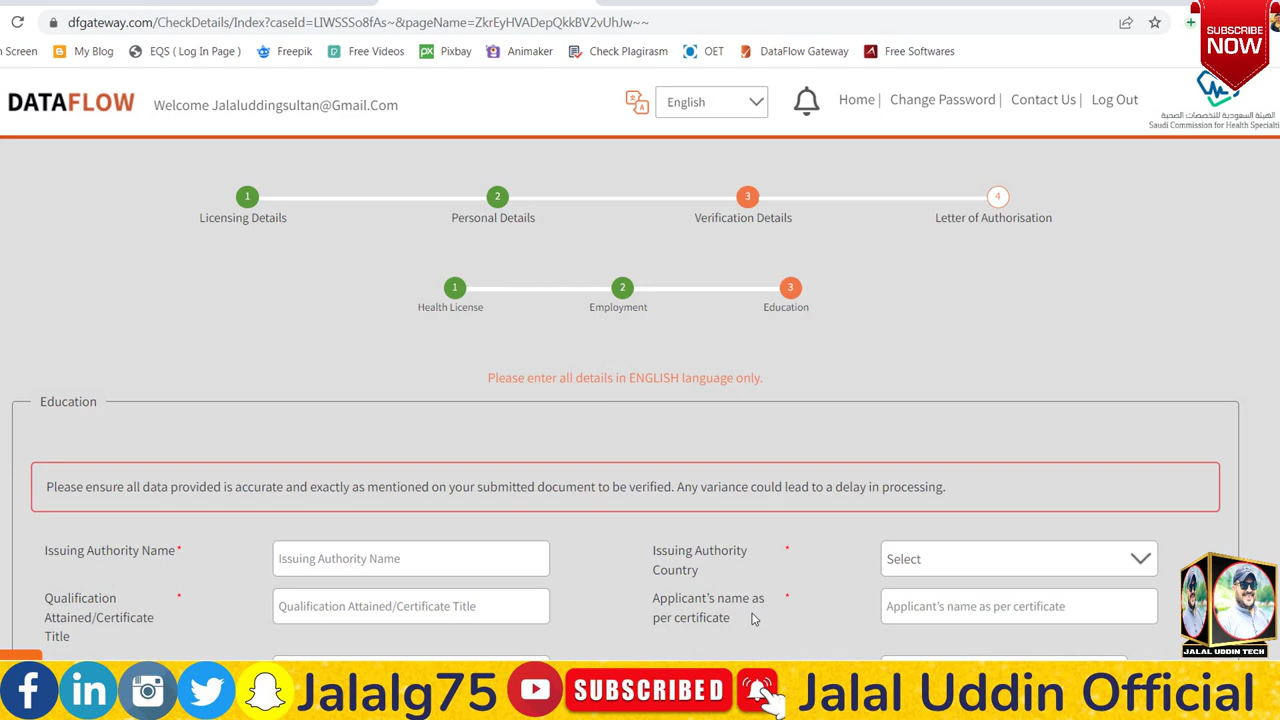 dfgateway.com/CheckDetails/Index?caseId=LIWSSSo8fAs~&pageName=ZkrEyHVADepQkkBV2vUhJw~~
Screen My Blog EQS ( Log In Page ) Freepik Free Videos px Pixbay Animaker Check Plagirasm OET DataFlow Gateway Free Softwares
SUBSCRIBE
NOW
DATAFLOW Welcome Jalaluddingsultan@Gmail.Com English Home | Change Password | Contact Us | Log Out
الهيئة السعودية للتخصصات الصحية
Saudi Commission for Health Specialti
1 2 3 4
Licensing Details Personal Details Verification Details Letter of Authorisation
1 2 3
Health License Employment Education
Please enter all details in ENGLISH language only.
Education
Please ensure all data provided is accurate and exactly as mentioned on your submitted document to be verified. Any variance could lead to a delay in processing.
Issuing Authority Name* Issuing Authority Name Issuing Authority Country * Select
Qualification Attained/Certificate Title * Qualification Attained/Certificate Title Applicant's name as per certificate * Applicant's name as per certificate
JALAL UDDIN TECH
Jalalg75 SUBSCRIBED Jalal Uddin Official